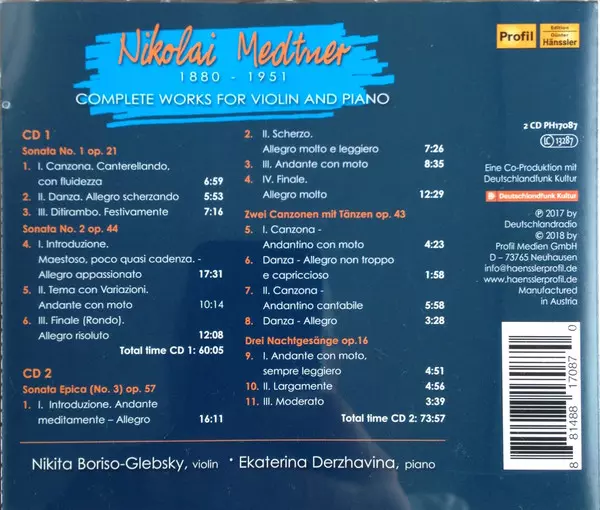 Nikolai Medtner
1880 - 1951
COMPLETE WORKS FOR VIOLIN AND PIANO
CD 1
Sonata No. 1 op. 21
1. I. Canzona. Canterellando.
con fluidezza 6:59
2. II. Danza. Allegro scherzando 5:53
3. III. Ditirambo. Festivamente 7:16
Sonata No. 2 op. 44
4. I. Introduzione.
Maestoso, poco quasi cadenza. -
Allegro appassionato 17:31
5. II. Tema con Variazioni.
Andante con moto 10:14
6. III. Finale (Rondo).
Allegro risoluto 12:08
Total time CD 1: 60:05
CD 2
Sonata Epica (No. 3) op. 57
1. I. Introduzione. Andante
meditamente – Allegro 16:11
2. II. Scherzo.
Allegro molto e leggiero 7:26
3. III. Andante con moto 8:35
4. IV. Finale.
Allegro molto 12:29
Zwei Canzonen mit Tänzen op. 43
5. I. Canzona -
Andantino con moto 4:23
6. Danza - Allegro non troppo
e capriccioso 1:58
7. II. Canzona -
Andantino cantabile 5:58
8. Danza - Allegro 3:28
Drei Nachtgesänge op.16
9. I. Andante con moto,
sempre leggiero 4:51
10. II. Largamente 4:56
11. III. Moderato 3:39
Total time CD 2: 73:57
Nikita Boriso-Glebsky, violin · Ekaterina Derzhavina, piano
Profil
Edition
Günter
Hänssler
2 CD PH17087
LC 13287
Eine Co-Produktion mit
Deutschlandfunk Kultur
Deutschlandfunk Kultur
℗ 2017 by
Deutschlandradio
© 2018 by
Profil Medien GmbH
D – 73765 Neuhausen
info@haensslerprofil.de
www.haensslerprofil.de
Manufactured
in Austria
8 81488 17087 0